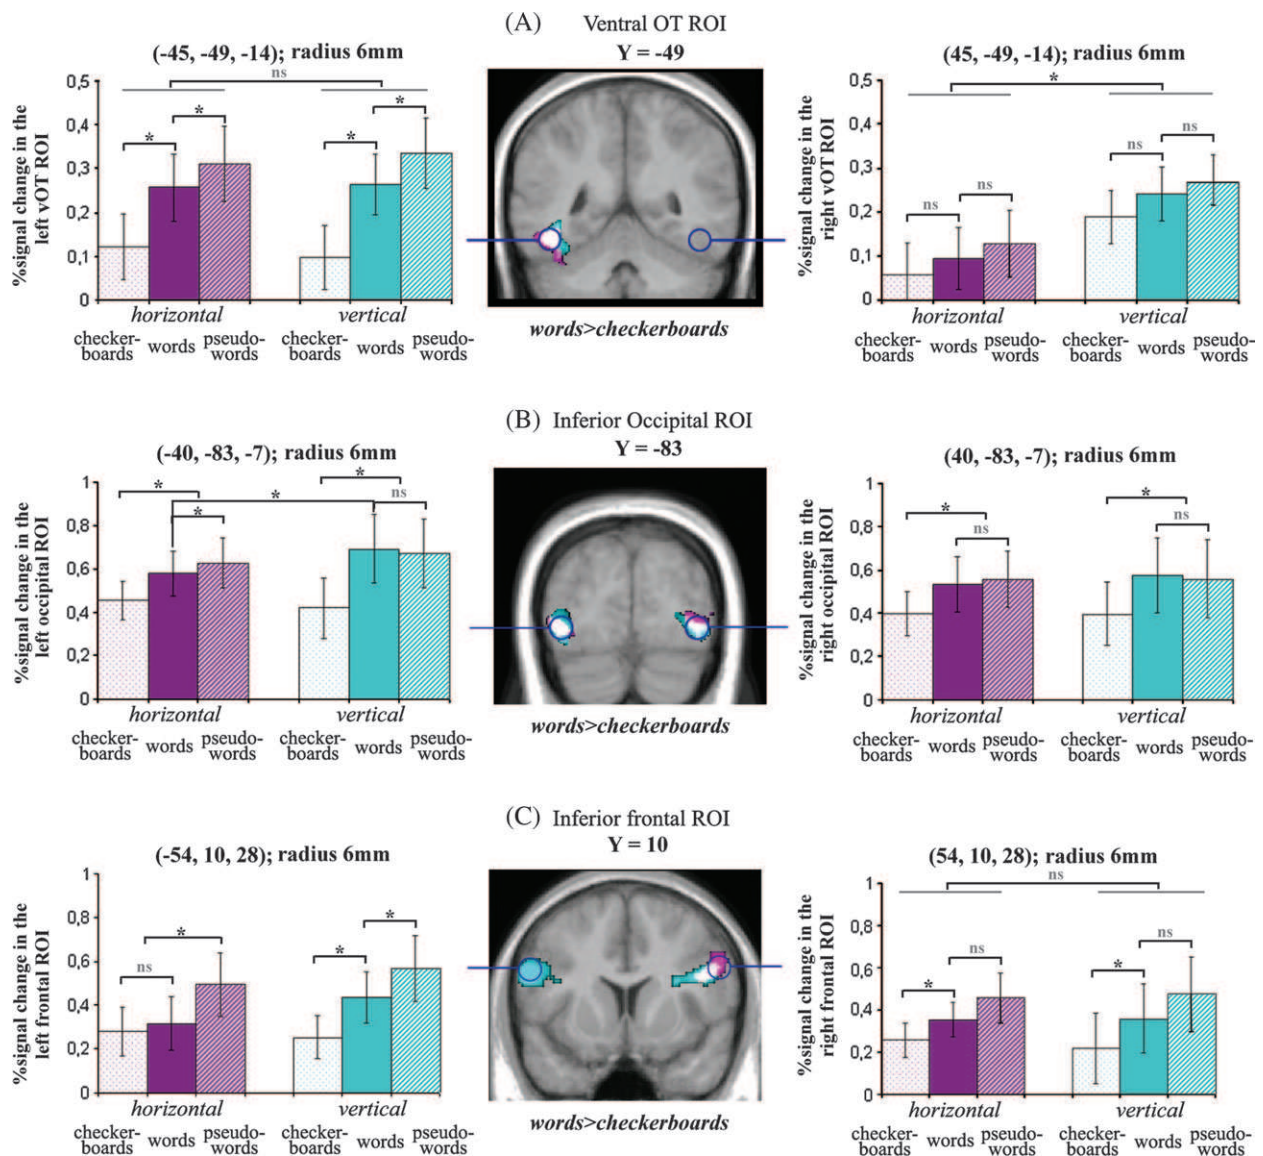 (A) Ventral OT ROI
Y = -49
(-45, -49, -14); radius 6mm
%signal change in the
left vOT ROI
0,5
0,4
0,3
0,2
0,1
0
ns
*
*
*
*
horizontal
vertical
checker-
boards
words
pseudo-
words
checker-
boards
words
pseudo-
words
words>checkerboards
(45, -49, -14); radius 6mm
%signal change in the
right vOT ROI
0,5
0,4
0,3
0,2
0,1
0
*
ns
ns
ns
ns
horizontal
vertical
checker-
boards
words
pseudo-
words
checker-
boards
words
pseudo-
words
(B) Inferior Occipital ROI
Y = -83
(-40, -83, -7); radius 6mm
%signal change in the
left occipital ROI
1
0,8
0,6
0,4
0,2
0
*
*
*
*
ns
horizontal
vertical
checker-
boards
words
pseudo-
words
checker-
boards
words
pseudo-
words
words>checkerboards
(40, -83, -7); radius 6mm
%signal change in the
right occipital ROI
1
0,8
0,6
0,4
0,2
0
*
ns
*
ns
horizontal
vertical
checker-
boards
words
pseudo-
words
checker-
boards
words
pseudo-
words
(C) Inferior frontal ROI
Y = 10
(-54, 10, 28); radius 6mm
%signal change in the
left frontal ROI
1
0,8
0,6
0,4
0,2
0
*
ns
*
*
horizontal
vertical
checker-
boards
words
pseudo-
words
checker-
boards
words
pseudo-
words
words>checkerboards
(54, 10, 28); radius 6mm
%signal change in the
right frontal ROI
1
0,8
0,6
0,4
0,2
0
ns
*
ns
*
ns
horizontal
vertical
checker-
boards
words
pseudo-
words
checker-
boards
words
pseudo-
words